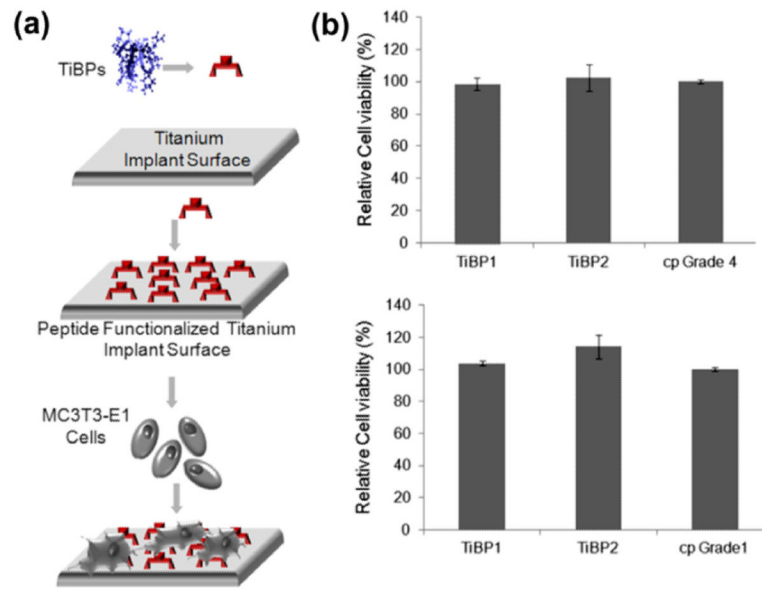 (a)
TiBPs
Titanium
Implant Surface
Peptide Functionalized Titanium
Implant Surface
MC3T3-E1
Cells
(b)
Relative Cell viability (%)
140
120
100
80
60
40
20
0
TiBP1
TiBP2
cp Grade 4
Relative Cell viability (%)
140
120
100
80
60
40
20
0
TiBP1
TiBP2
cp Grade1